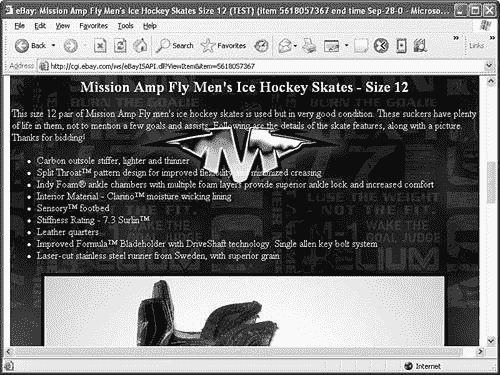 eBay: Mission Amp Fly Men's Ice Hockey Skates Size 12 (TEST) (item 5618057367 end time Sep-28-0 - Microso...
File Edit View Favorites Tools Help
Back Search Favorites Links
Address http://cgi.ebay.com/ws/eBayISAPI.dll?ViewItem&item=5618057367
Mission Amp Fly Men's Ice Hockey Skates - Size 12
This size 12 pair of Mission Amp Fly men's ice hockey skates is used but in very good condition. These suckers have plenty
of life in them, not to mention a few goals and assists. Following are the details of the skate features, along with a picture.
Thanks for bidding!
• Carbon outsole stiffer, lighter and thinner
• Split Throat™ pattern design for improved flexibility and minimized creasing
• Indy Foam® ankle chambers with multiple foam layers provide superior ankle lock and increased comfort
• Interior Material - Clarino™ moisture wicking lining
• Sensory™ footbed
• Stiffness Rating - 7.3 Surlin™
• Leather quarters
• Improved Formula™ Bladeholder with DriveShaft technology. Single allen key bolt system
• Laser-cut stainless steel runner from Sweden, with superior grain
Internet